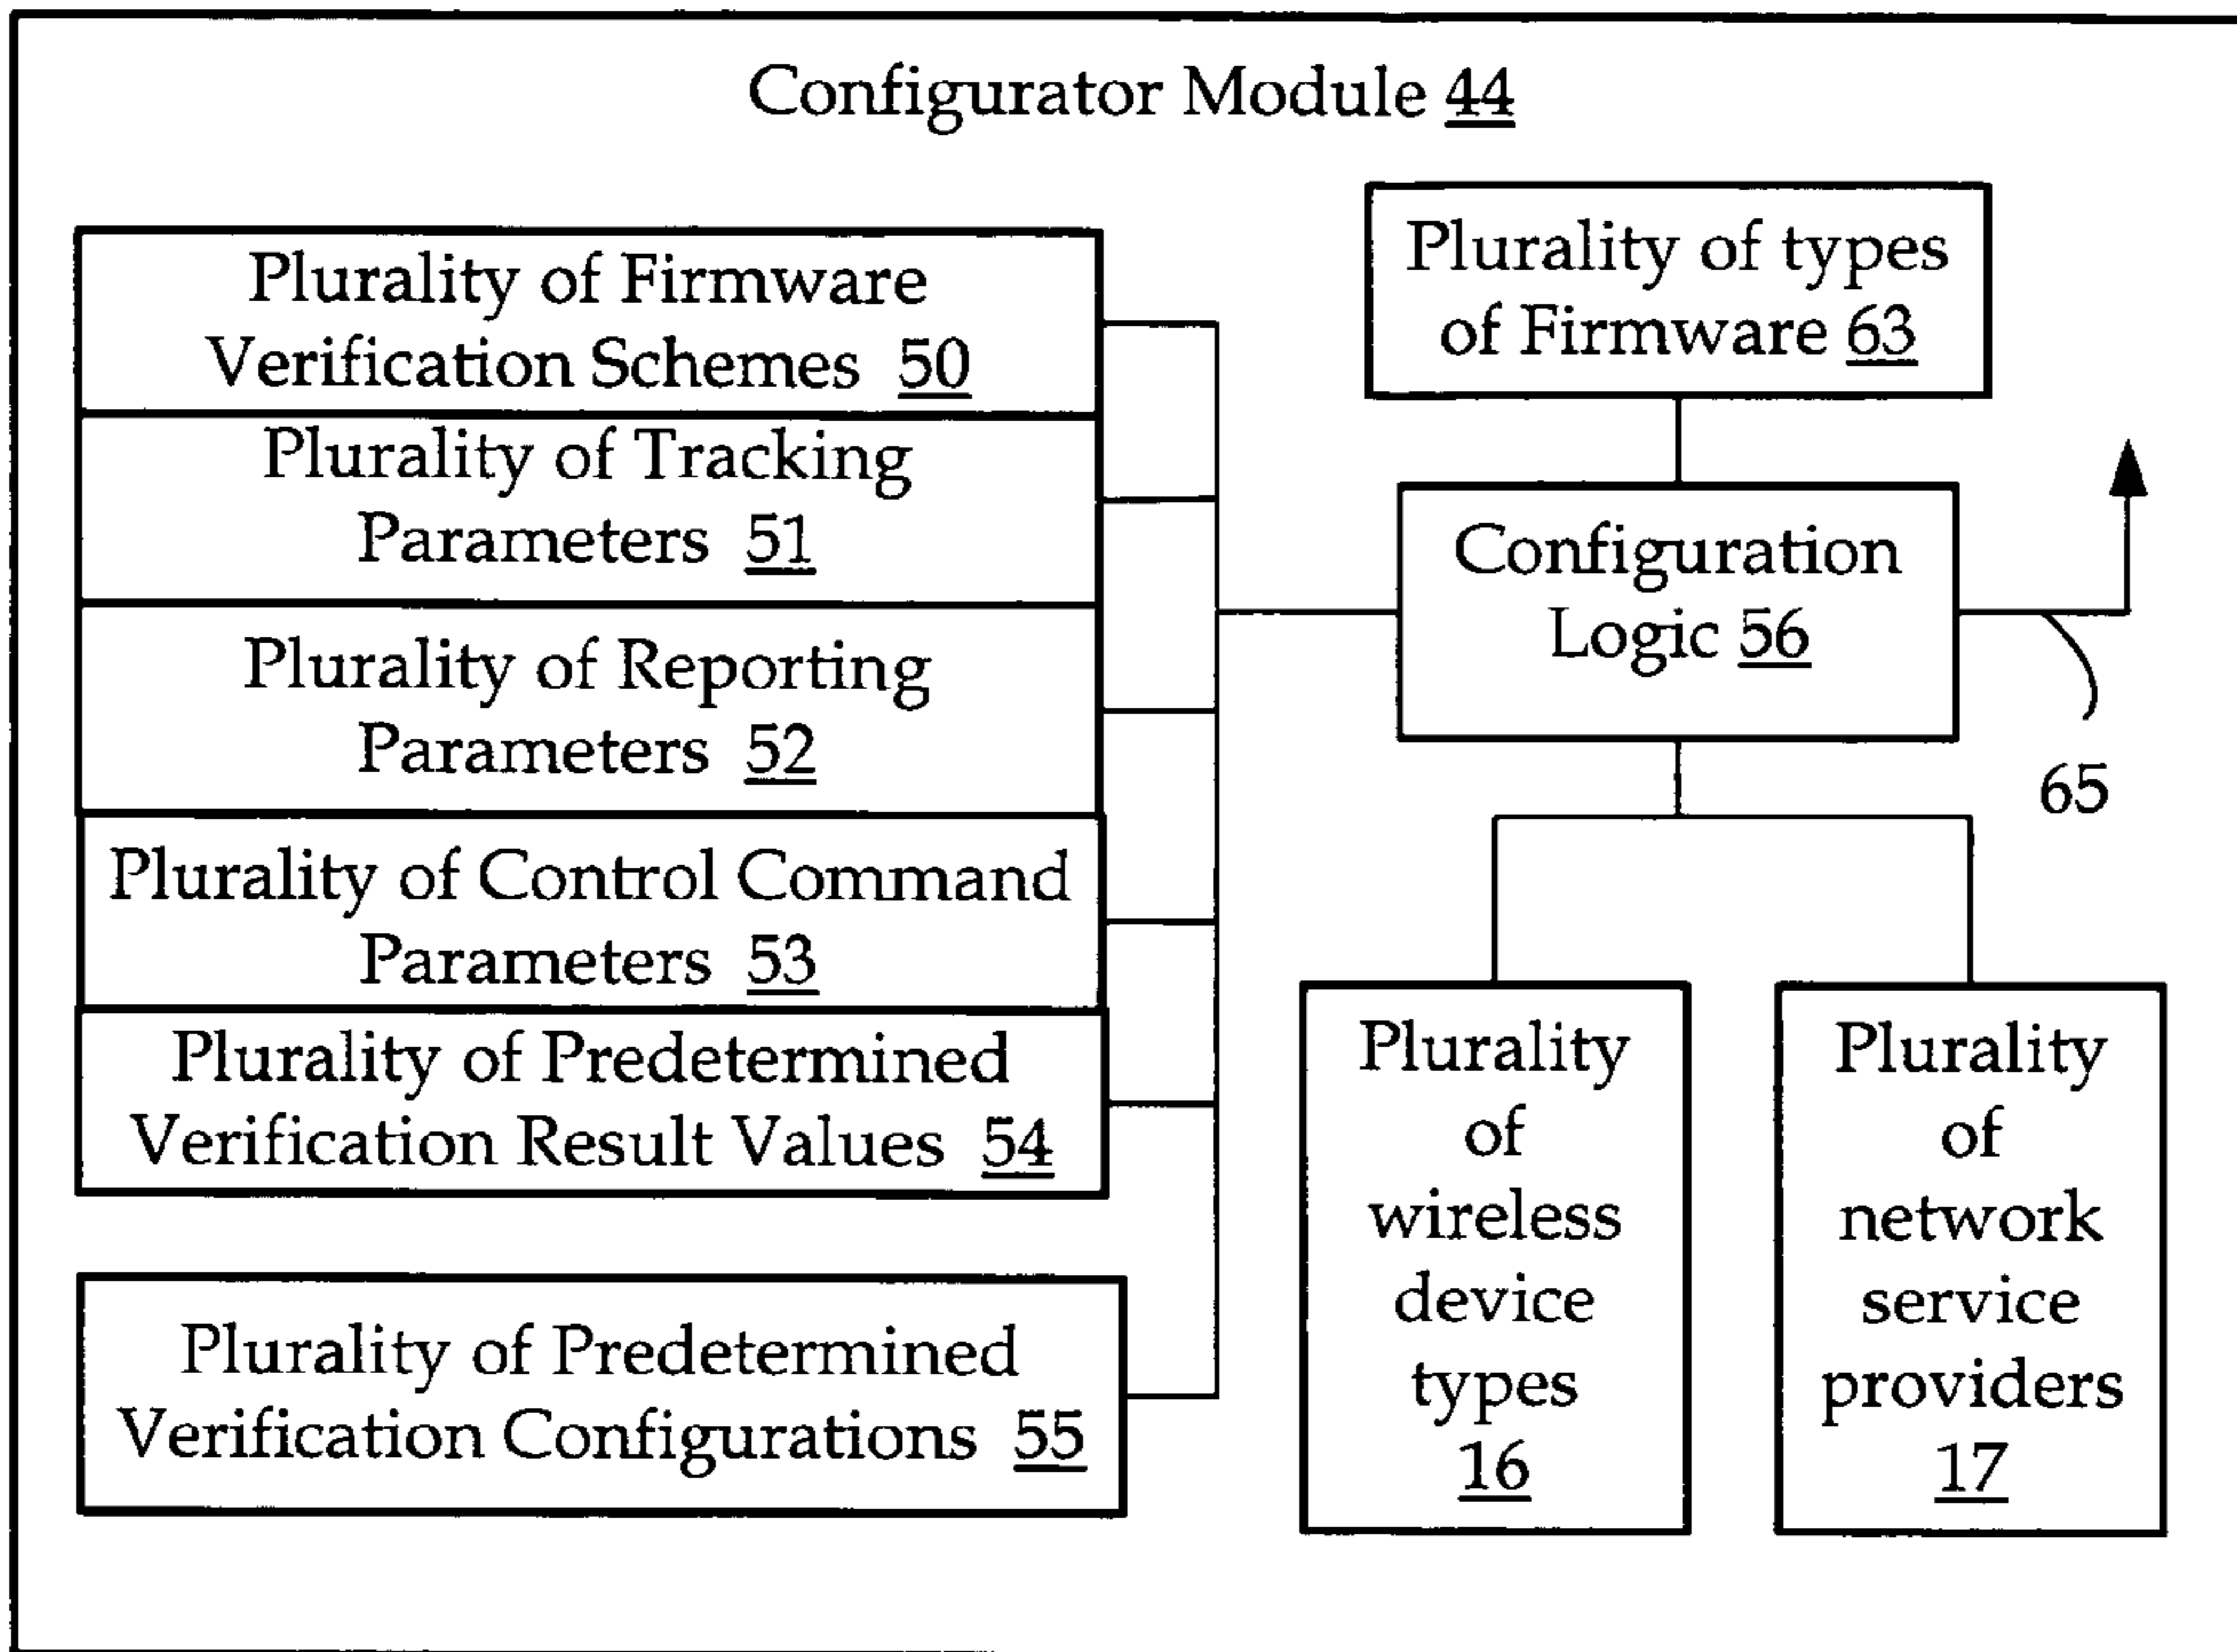 Configurator Module 44
Plurality of Firmware
Verification Schemes 50
Plurality of Tracking
Parameters 51
Plurality of Reporting
Parameters 52
Plurality of Control Command
Parameters 53
Plurality of Predetermined
Verification Result Values 54
Plurality of Predetermined
Verification Configurations 55
Plurality of types
of Firmware 63
Configuration
Logic 56
65
Plurality
of
wireless
device
types
16
Plurality
of
network
service
providers
17